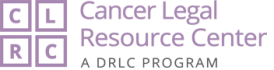 C L
R C
Cancer Legal
Resource Center
A DRLC PROGRAM